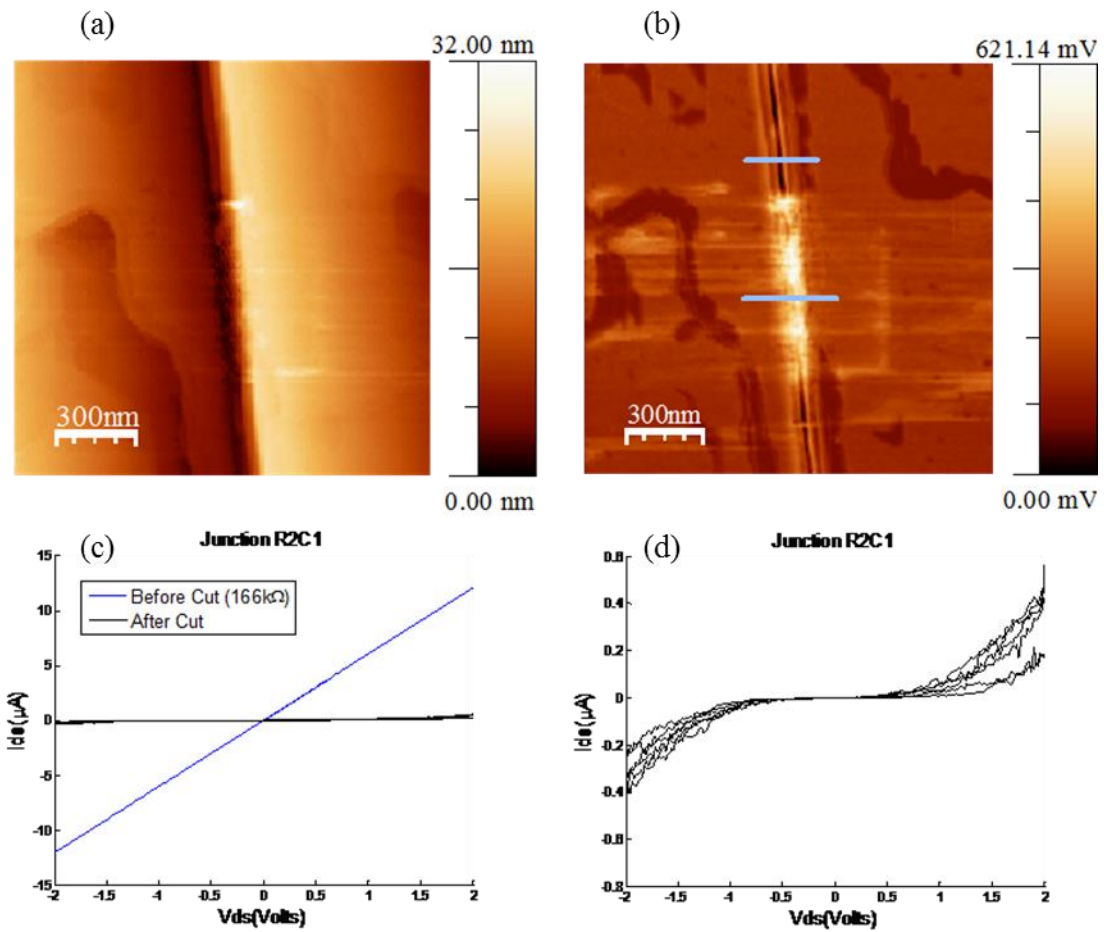 (a)
32.00 nm
300nm
0.00 nm
(b)
621.14 mV
300nm
0.00 mV
(c)
Junction R2C1
15
10
5
0
-5
-10
-15
Before Cut (166kΩ)
After Cut
Ids(μA)
-2 -1.5 -1 -0.5 0 0.5 1 1.5 2
Vds(Volts)
(d)
Junction R2C1
0.6
0.4
0.2
0
-0.2
-0.4
-0.6
-0.8
Ids(μA)
-2 -1.5 -1 -0.5 0 0.5 1 1.5 2
Vds(Volts)